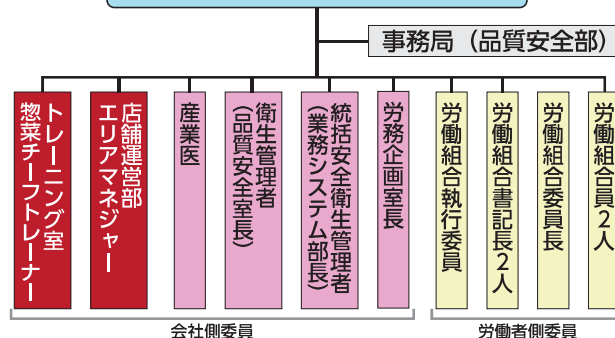 事務局（品質安全部）
トレーニング室
惣菜チーフトレーナー
店舗運営部
エリアマネジャー
産業医
衛生管理者
（品質安全室長）
統括安全衛生管理者
（業務システム部長）
労務企画室長
労働組合執行委員
労働組合書記長２人
労働組合委員長
労働組合員２人
会社側委員
労働者側委員